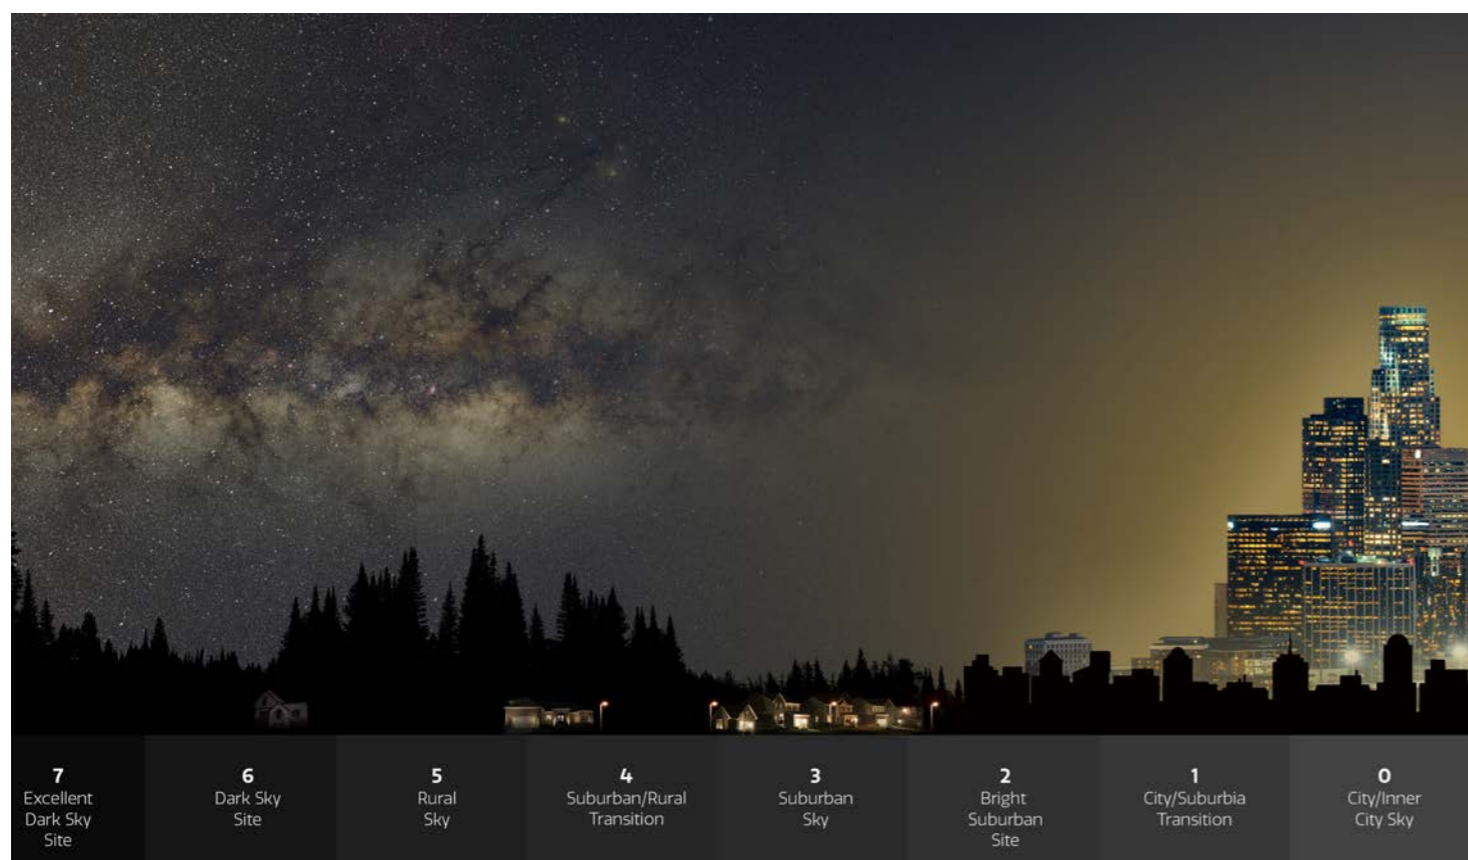 7
Excellent
Dark Sky
Site
6
Dark Sky
Site
5
Rural
Sky
4
Suburban/Rural
Transition
3
Suburban
Sky
2
Bright
Suburban
Site
1
City/Suburbia
Transition
0
City/Inner
City Sky